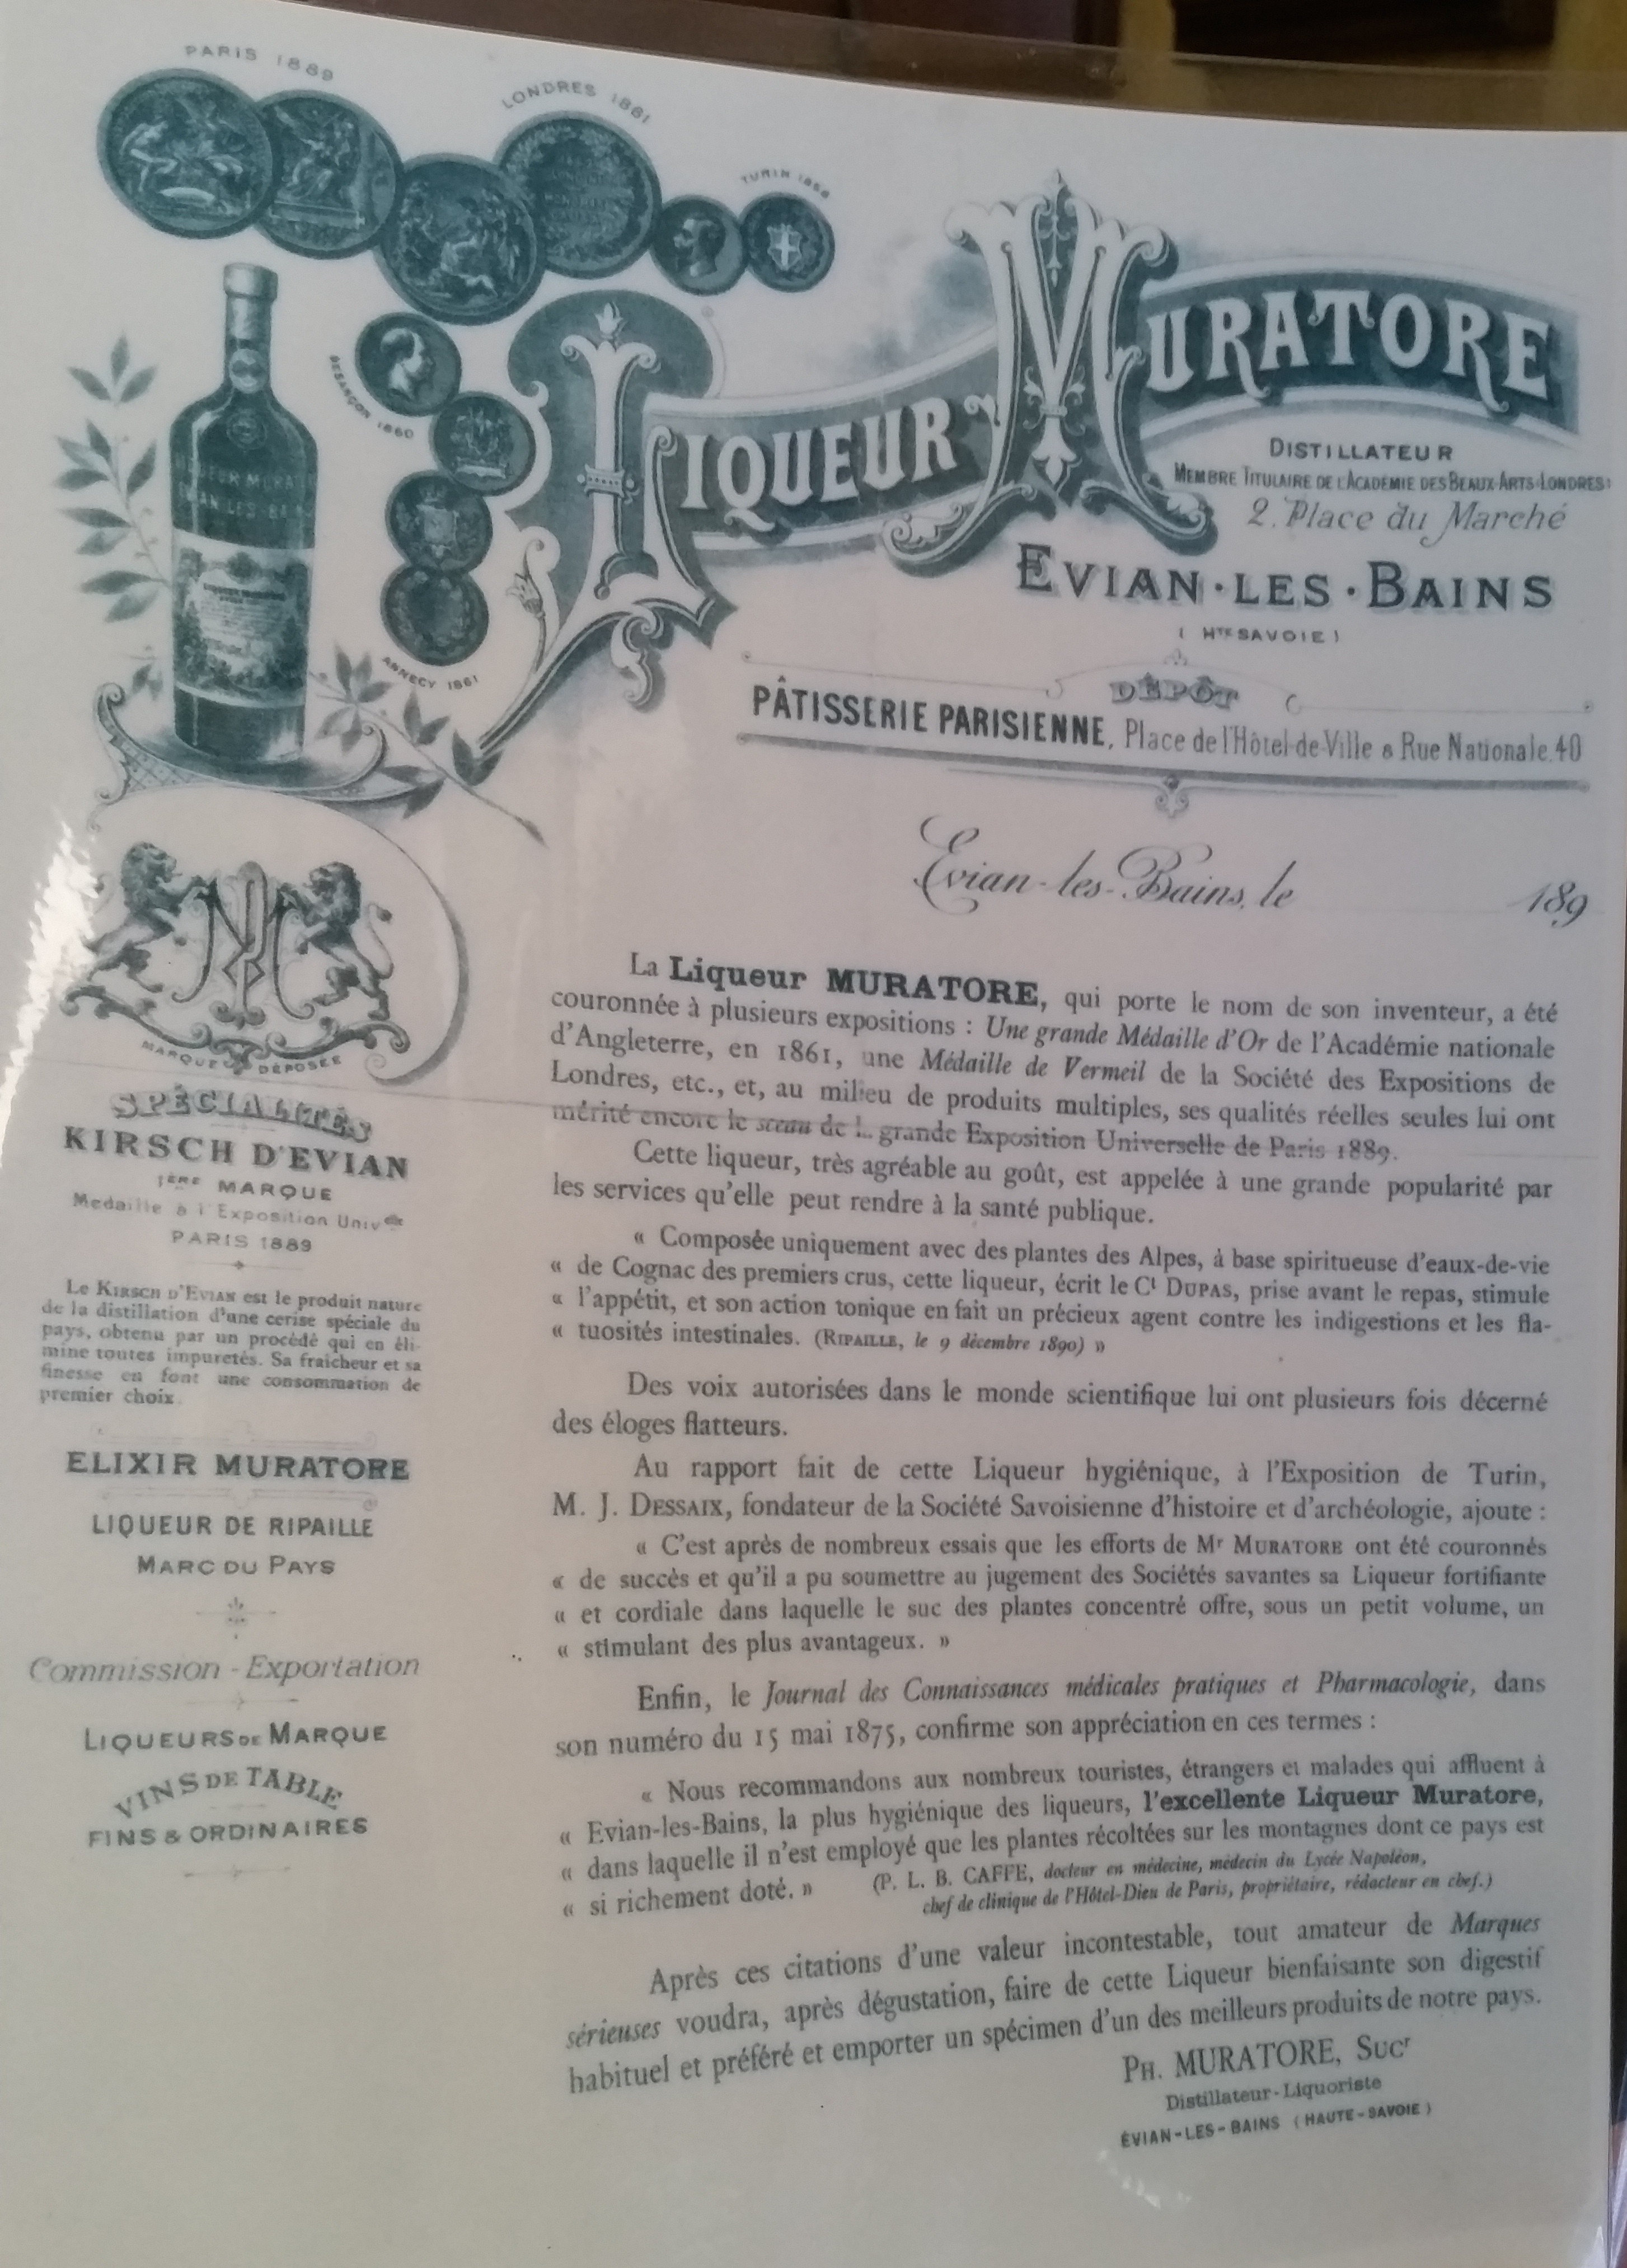 PARIS 1889
LONDRES 1861
TURIN 1858
BESANÇON 1860
ANNECY 1861
LIQUEUR MURATORE
DISTILLATEUR
MEMBRE TITULAIRE DE L'ACADÉMIE DES BEAUX-ARTS (LONDRES)
2. Place du Marché
EVIAN·LES·BAINS
(HTE SAVOIE)
DÉPÔT
PÂTISSERIE PARISIENNE, Place de l'Hôtel-de-Ville & Rue Nationale. 40
Evian-les-Bains, le 189
MARQUE DÉPOSÉE
SPÉCIALITÉS
KIRSCH D'EVIAN
1ERE MARQUE
Medaille à l'Exposition Univelle
PARIS 1889
Le KIRSCH D'EVIAN est le produit nature
de la distillation d'une cerise spéciale du
pays, obtenu par un procédé qui en éli-
mine toutes impuretés. Sa fraicheur et sa
finesse en font une consommation de
premier choix.
ELIXIR MURATORE
LIQUEUR DE RIPAILLE
MARC DU PAYS
Commission - Exportation
LIQUEURS DE MARQUE
VINS DE TABLE
FINS & ORDINAIRES
La Liqueur MURATORE, qui porte le nom de son inventeur, a été
couronnée à plusieurs expositions : Une grande Médaille d'Or de l'Académie nationale
d'Angleterre, en 1861, une Médaille de Vermeil de la Société des Expositions de
Londres, etc., et, au milieu de produits multiples, ses qualités réelles seules lui ont
mérité encore le sceau de la grande Exposition Universelle de Paris 1889.
Cette liqueur, très agréable au goût, est appelée à une grande popularité par
les services qu'elle peut rendre à la santé publique.
« Composée uniquement avec des plantes des Alpes, à base spiritueuse d'eaux-de-vie
« de Cognac des premiers crus, cette liqueur, écrit le Ct DUPAS, prise avant le repas, stimule
« l'appétit, et son action tonique en fait un précieux agent contre les indigestions et les fla-
« tuosités intestinales. (RIPAILLE, le 9 décembre 1890) »
Des voix autorisées dans le monde scientifique lui ont plusieurs fois décerné
des éloges flatteurs.
Au rapport fait de cette Liqueur hygiénique, à l'Exposition de Turin,
M. J. DESSAIX, fondateur de la Société Savoisienne d'histoire et d'archéologie, ajoute :
« C'est après de nombreux essais que les efforts de Mr MURATORE ont été couronnés
« de succès et qu'il a pu soumettre au jugement des Sociétés savantes sa Liqueur fortifiante
« et cordiale dans laquelle le suc des plantes concentré offre, sous un petit volume, un
« stimulant des plus avantageux. »
Enfin, le Journal des Connaissances médicales pratiques et Pharmacologie, dans
son numéro du 15 mai 1875, confirme son appréciation en ces termes :
« Nous recommandons aux nombreux touristes, étrangers et malades qui affluent à
« Evian-les-Bains, la plus hygiénique des liqueurs, l'excellente Liqueur Muratore,
« dans laquelle il n'est employé que les plantes récoltées sur les montagnes dont ce pays est
« si richement doté. » (P. L. B. CAFFE, docteur en médecine, médecin du Lycée Napoléon,
chef de clinique de l'Hôtel-Dieu de Paris, propriétaire, rédacteur en chef.)
Après ces citations d'une valeur incontestable, tout amateur de Marques
sérieuses voudra, après dégustation, faire de cette Liqueur bienfaisante son digestif
habituel et préféré et emporter un spécimen d'un des meilleurs produits de notre pays.
PH. MURATORE, SUCr
Distillateur-Liquoriste
ÉVIAN-LES-BAINS (HAUTE-SAVOIE)